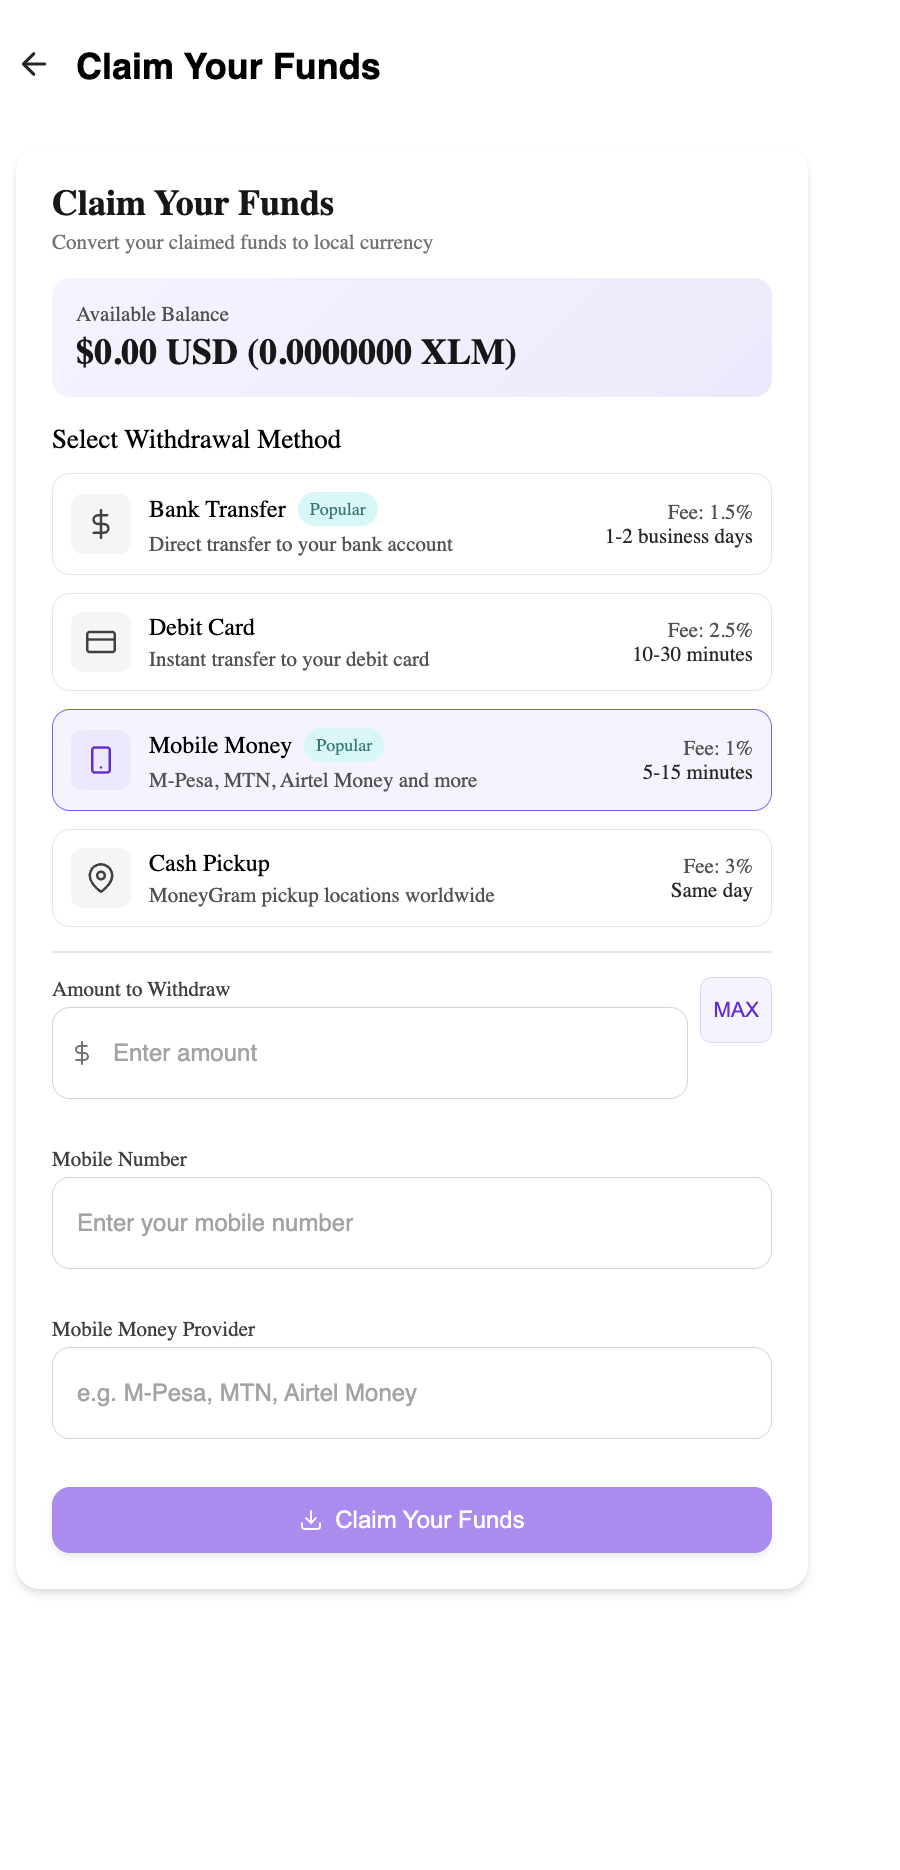 Claim Your Funds
Claim Your Funds
Convert your claimed funds to local currency
Available Balance
$0.00 USD (0.0000000 XLM)
Select Withdrawal Method
Bank Transfer Popular
Direct transfer to your bank account
Fee: 1.5%
1-2 business days
Debit Card
Instant transfer to your debit card
Fee: 2.5%
10-30 minutes
Mobile Money Popular
M-Pesa, MTN, Airtel Money and more
Fee: 1%
5-15 minutes
Cash Pickup
MoneyGram pickup locations worldwide
Fee: 3%
Same day
Amount to Withdraw
$ Enter amount
MAX
Mobile Number
Enter your mobile number
Mobile Money Provider
e.g. M-Pesa, MTN, Airtel Money
Claim Your Funds